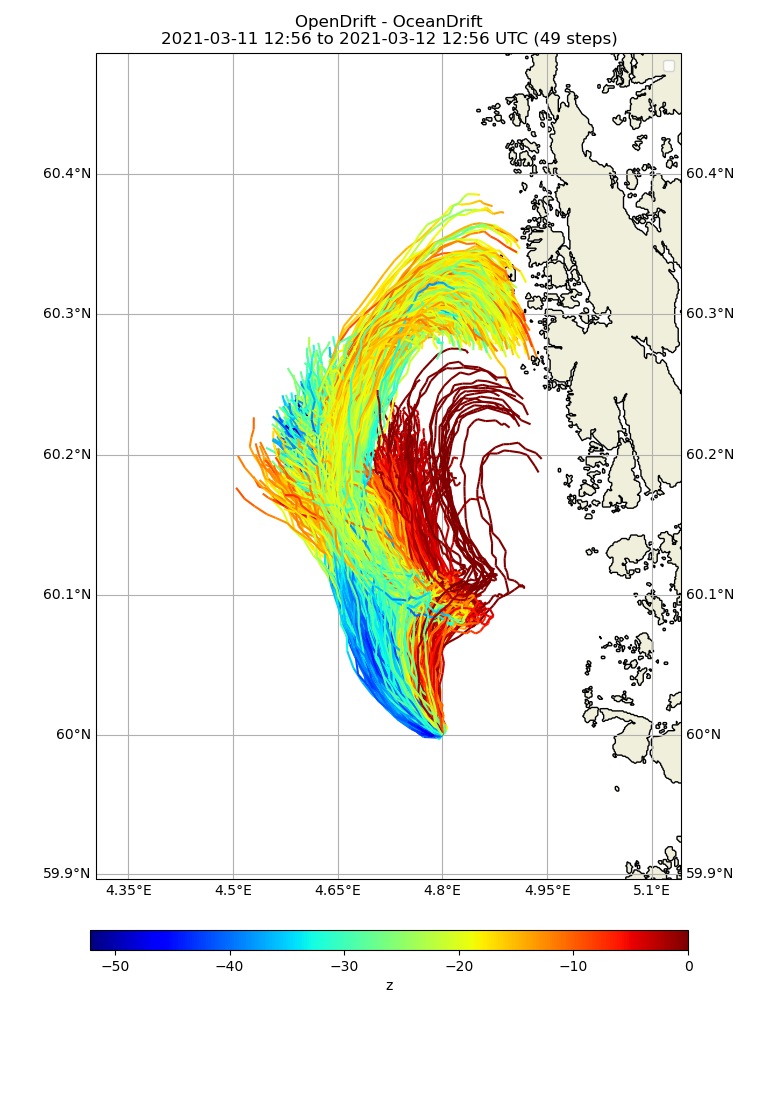 OpenDrift - OceanDrift
2021-03-11 12:56 to 2021-03-12 12:56 UTC (49 steps)
60.4°N 60.4°N
60.3°N 60.3°N
60.2°N 60.2°N
60.1°N 60.1°N
60°N 60°N
59.9°N 59.9°N
4.35°E 4.5°E 4.65°E 4.8°E 4.95°E 5.1°E
−50 −40 −30 −20 −10 0
z